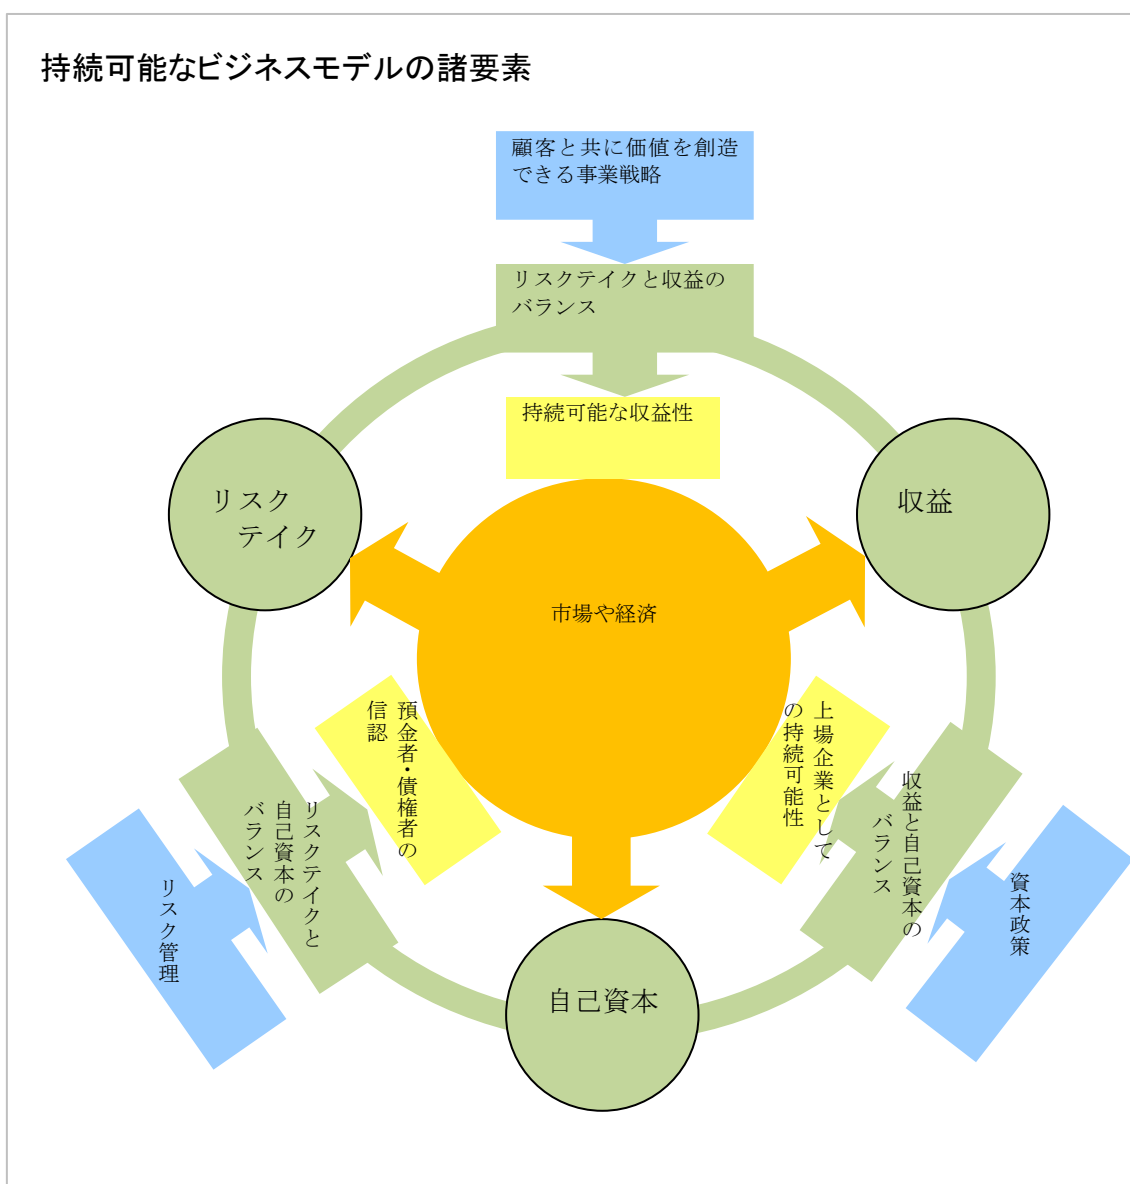 持続可能なビジネスモデルの諸要素
顧客と共に価値を創造
できる事業戦略
リスクテイクと収益の
バランス
持続可能な収益性
リスク
テイク
収益
市場や経済
預金者・債権者の
信認
上場企業として
の持続可能性
リスクテイクと
自己資本の
バランス
収益と自己資本の
バランス
リスク管理
資本政策
自己資本